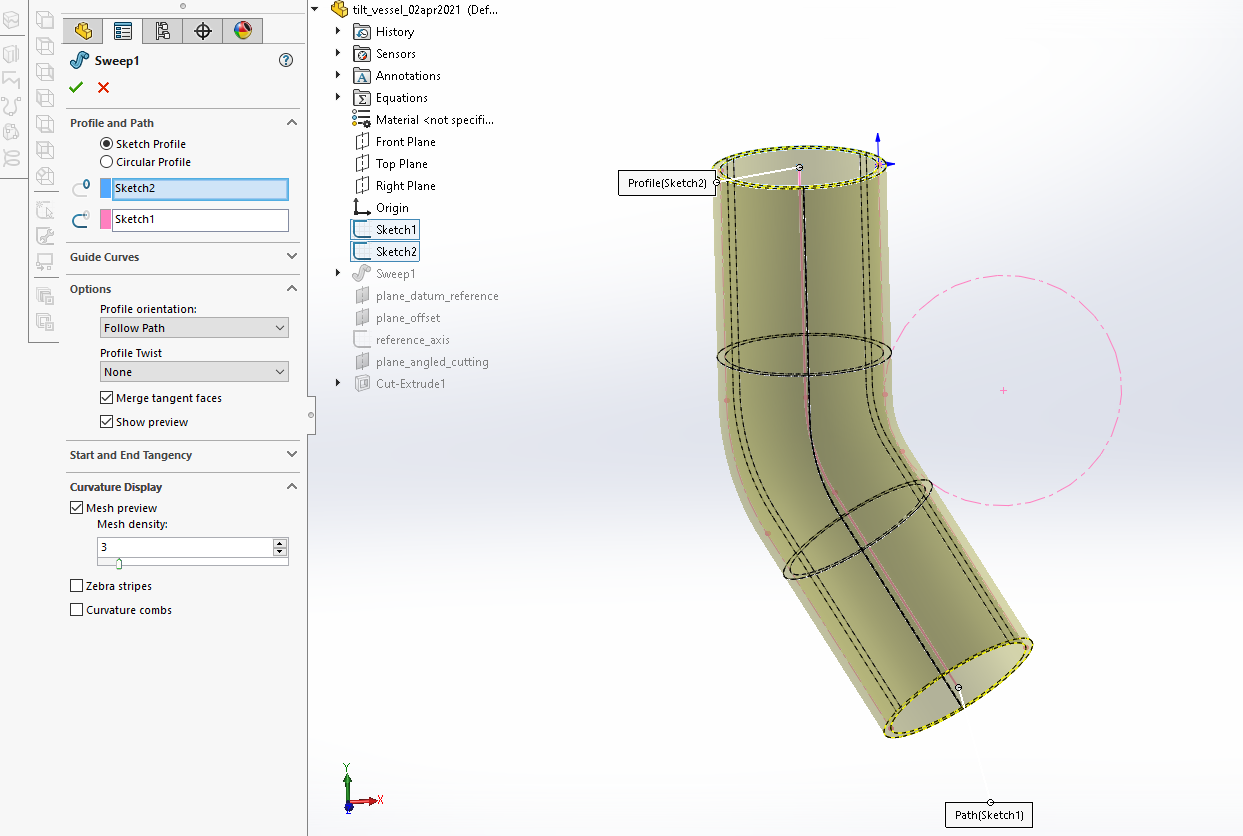 Sweep1
Profile and Path
Sketch Profile
Circular Profile
Sketch2
Sketch1
Guide Curves
Options
Profile orientation:
Follow Path
Profile Twist
None
Merge tangent faces
Show preview
Start and End Tangency
Curvature Display
Mesh preview
Mesh density:
3
Zebra stripes
Curvature combs
tilt_vessel_02apr2021 (Def...
History
Sensors
A Annotations
Equations
Material <not specifi...
Front Plane
Top Plane
Right Plane
Origin
Sketch1
Sketch2
Sweep1
plane_datum_reference
plane_offset
reference_axis
plane_angled_cutting
Cut-Extrude1
Profile(Sketch2)
Path(Sketch1)
Y
X